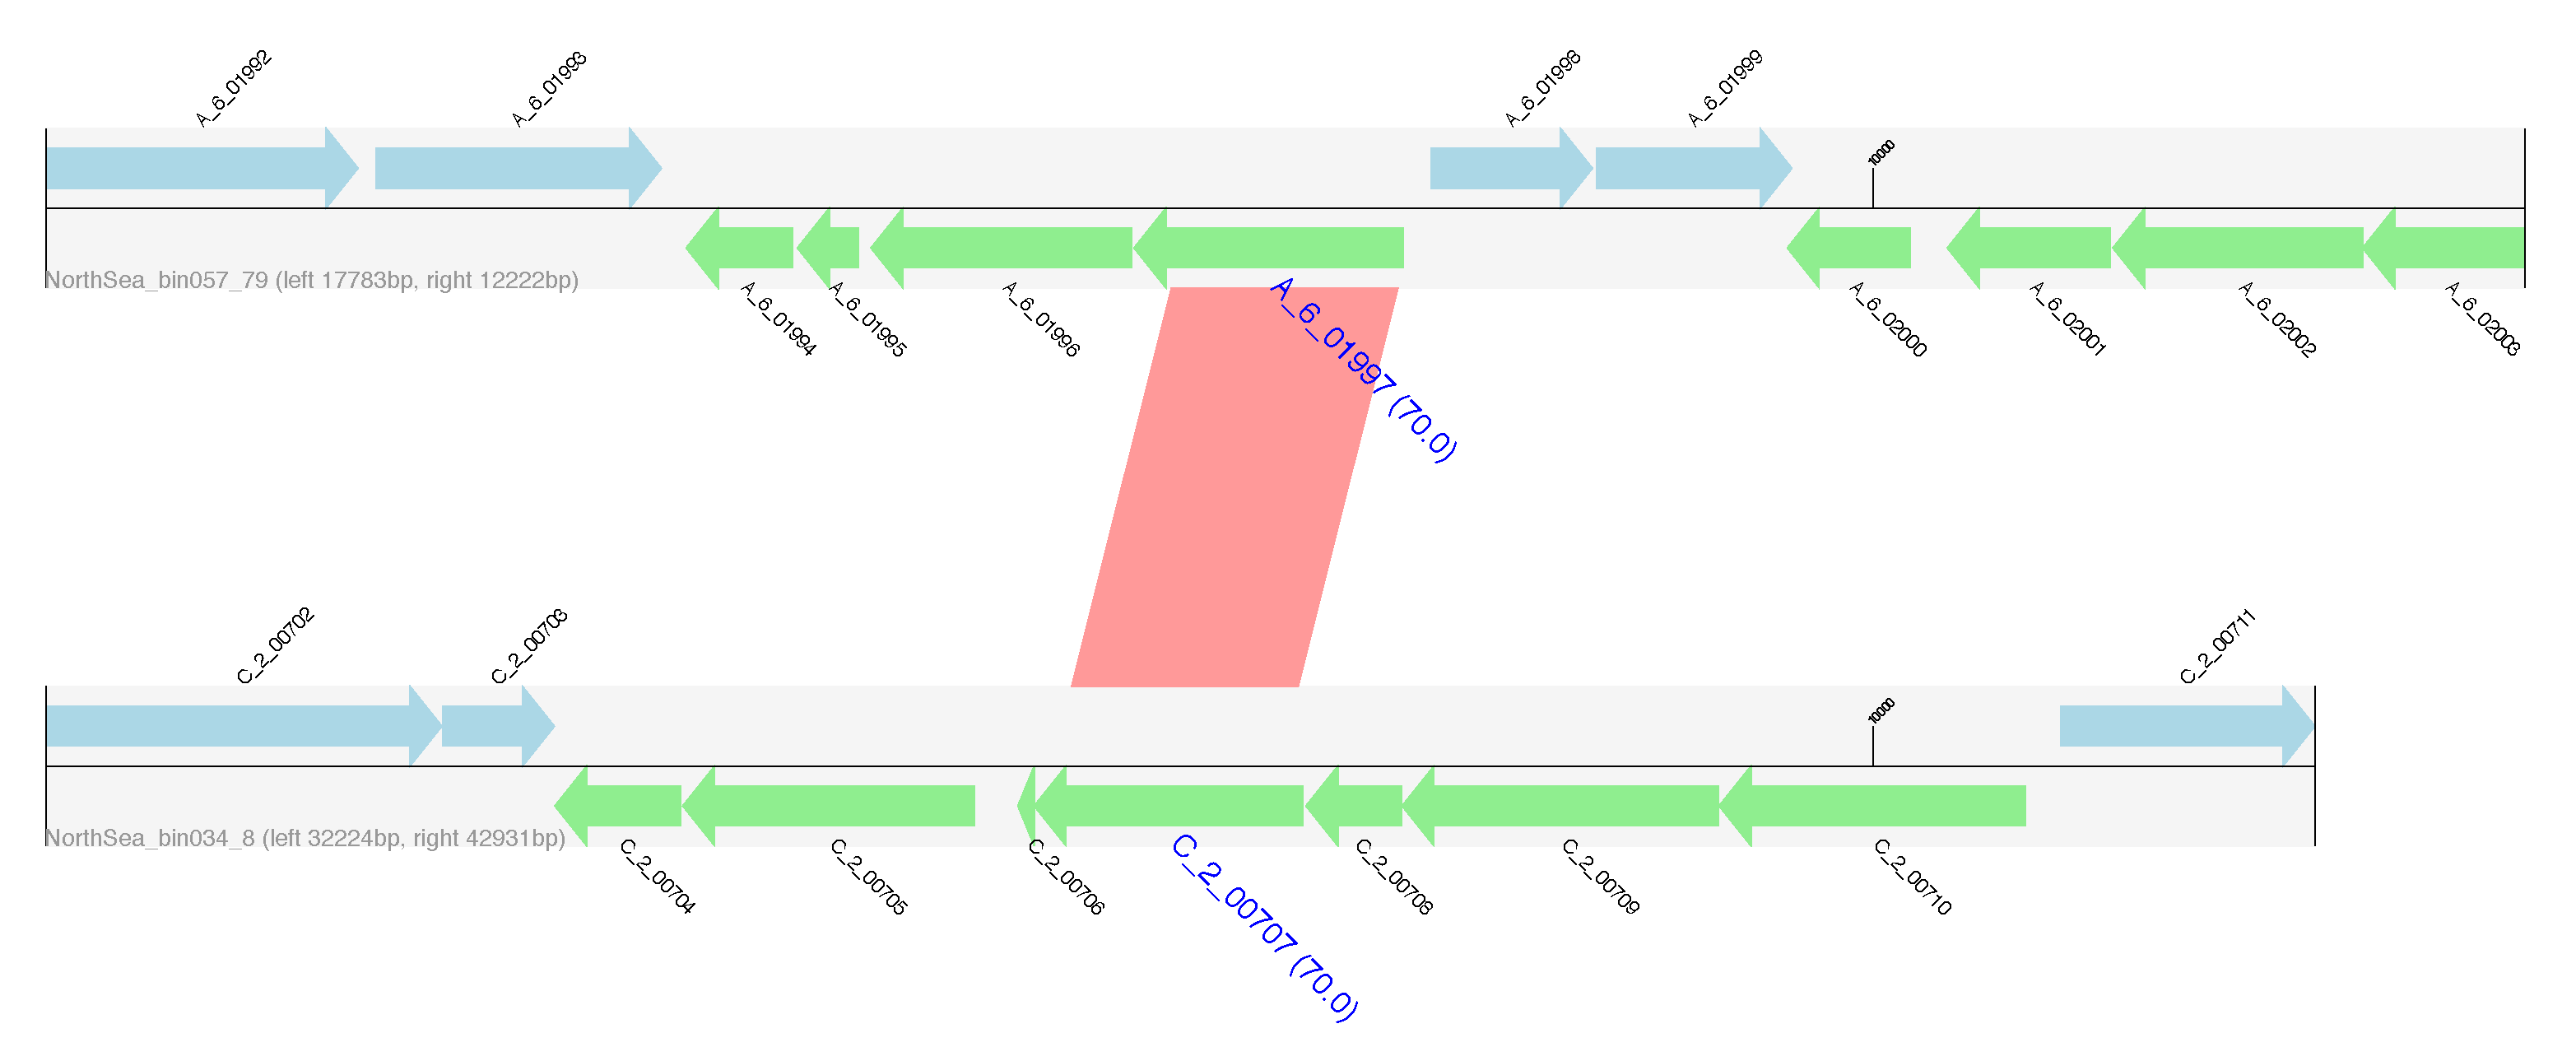 A_6_01992
A_6_01993
A_6_01998
A_6_01999
10000
NorthSea_bin057_79 (left 17783bp, right 12222bp)
A_6_01994
A_6_01995
A_6_01996
A_6_01997 (70.0)
A_6_02000
A_6_02001
A_6_02002
A_6_02003
C_2_00702
C_2_00703
C_2_00711
10000
NorthSea_bin034_8 (left 32224bp, right 42931bp)
C_2_00704
C_2_00705
C_2_00706
C_2_00707 (70.0)
C_2_00708
C_2_00709
C_2_00710